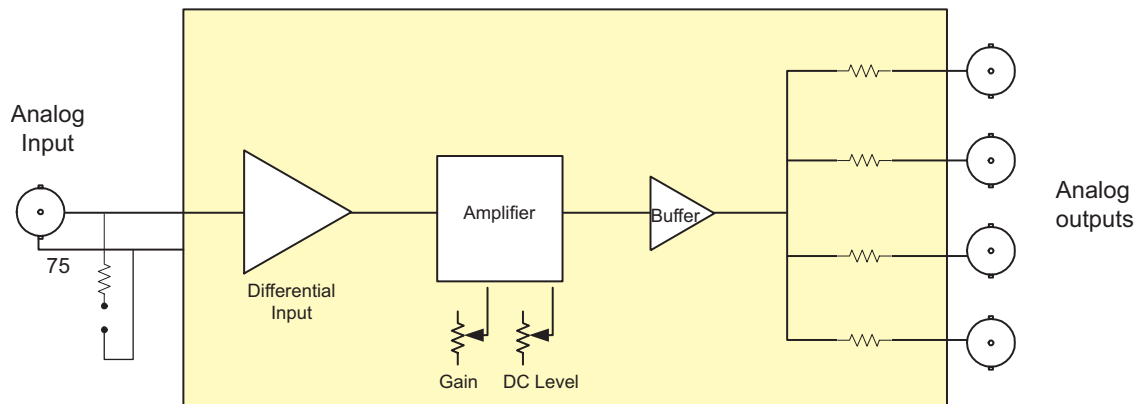 Analog
Input
75
Differential
Input
Amplifier
Gain
DC Level
Buffer
Analog
outputs